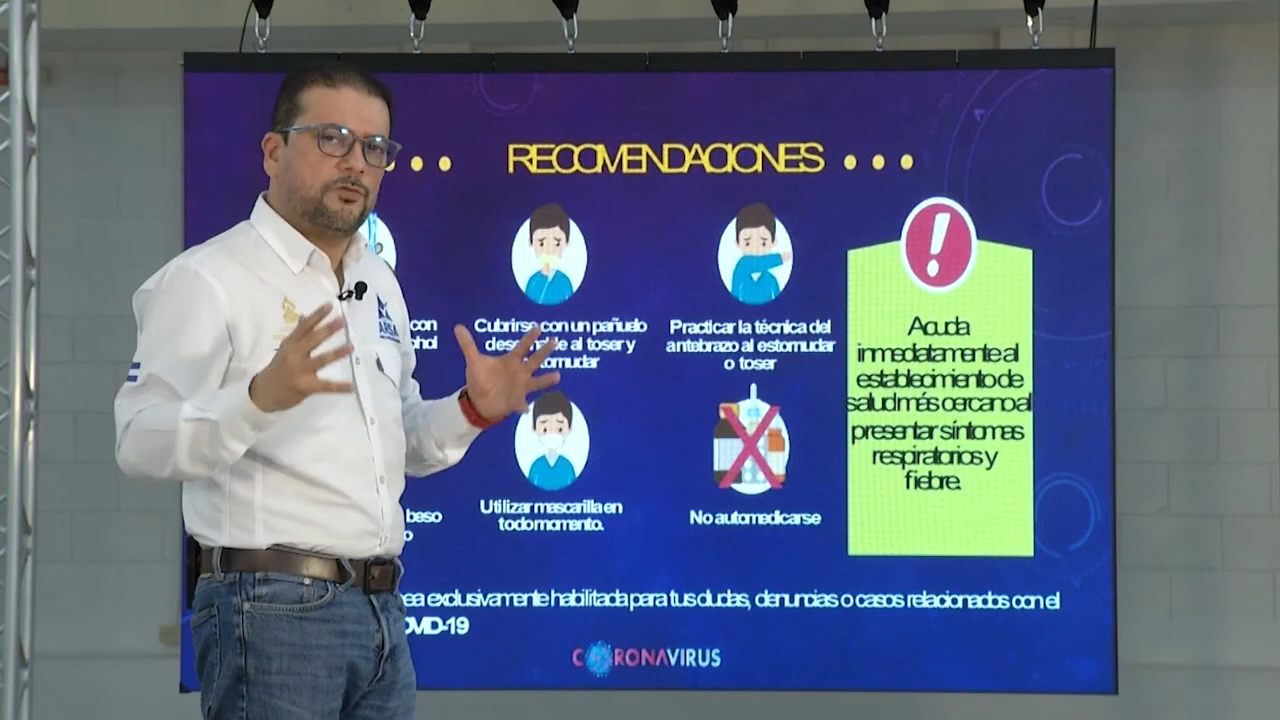 RECOMENDACIONES
con
Cubrirse con un pañuelo
al toser y
Practicar la técnica del
antebrazo al estornudar
o toser
beso
Utilizar mascarilla en
todo momento.
No automedicarse
Acuda
inmediatamente al
establecimiento de
salud más cercano al
presentar síntomas
respiratorios y
fiebre.
exclusivamente habilitada para tus dudas, denuncias o casos relacionados con el
CORONAVIRUS